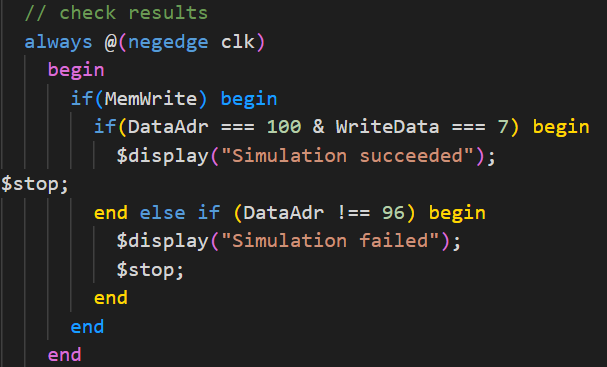 // check results
always @(negedge clk)
begin
if(MemWrite) begin
if(DataAdr === 100 & WriteData === 7) begin
$display("Simulation succeeded");
$stop;
end else if (DataAdr !== 96) begin
$display("Simulation failed");
$stop;
end
end
end